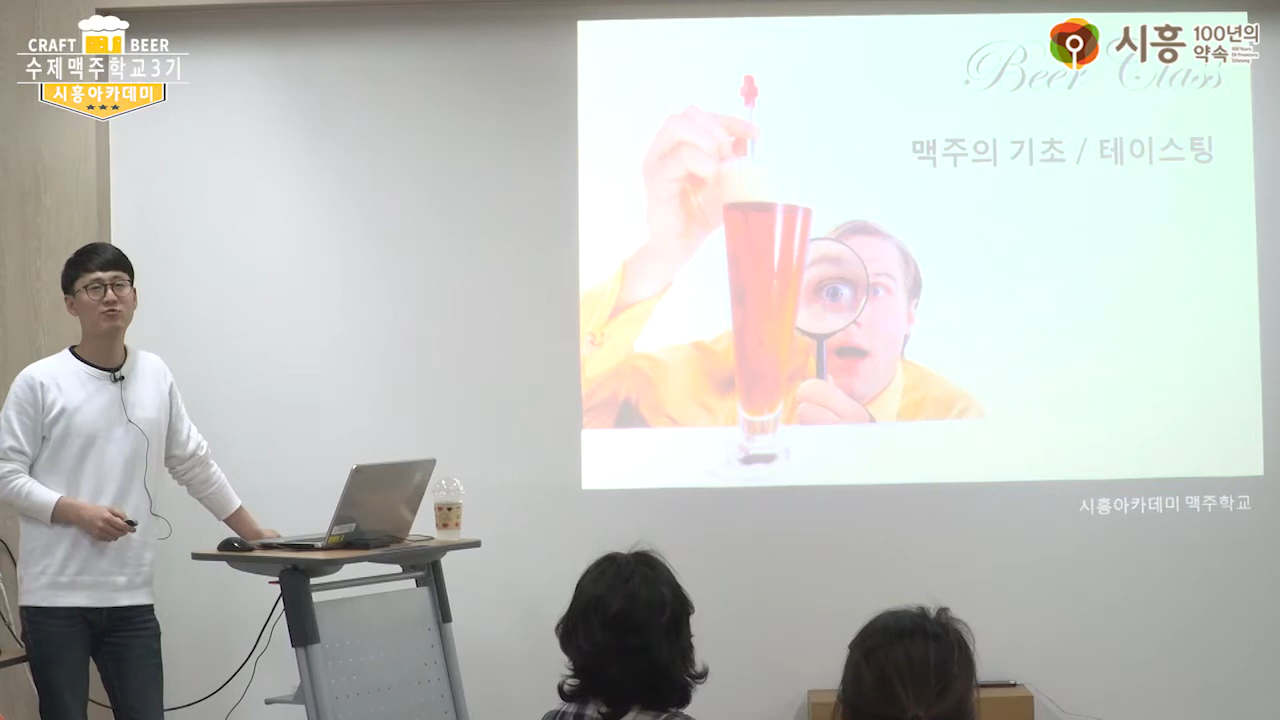 CRAFT BEER
수제맥주학교3기
시흥아카데미
시흥 100년의 약속
Beer Class
맥주의 기초 / 테이스팅
시흥아카데미 맥주학교